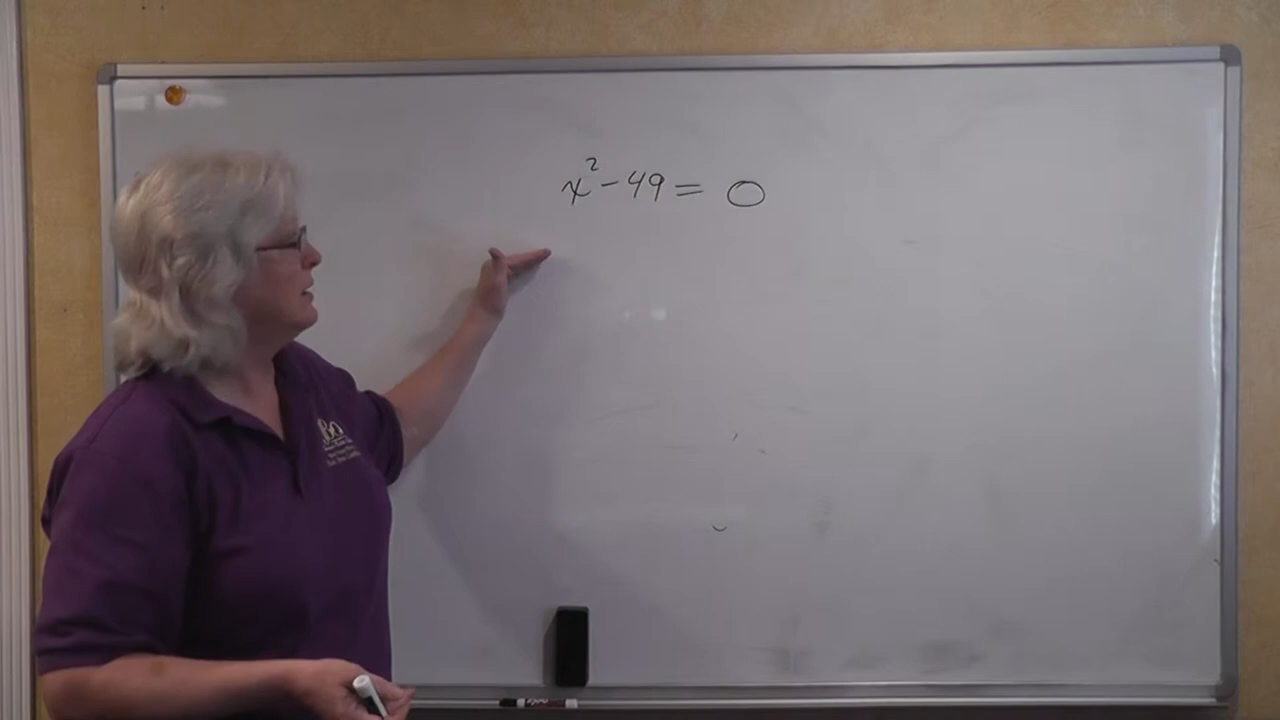 x² - 49 = 0